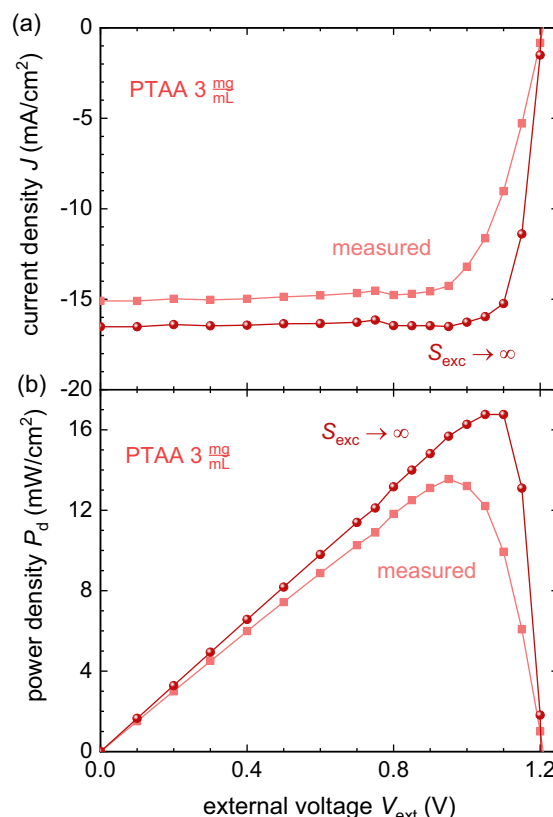 (a)
0
-5
-10
-15
-20
current density J (mA/cm²)
PTAA 3 mg/mL
measured
S_exc → ∞
(b)
16
12
8
4
0
power density P_d (mW/cm²)
PTAA 3 mg/mL
S_exc → ∞
measured
0.0 0.4 0.8 1.2
external voltage V_ext (V)